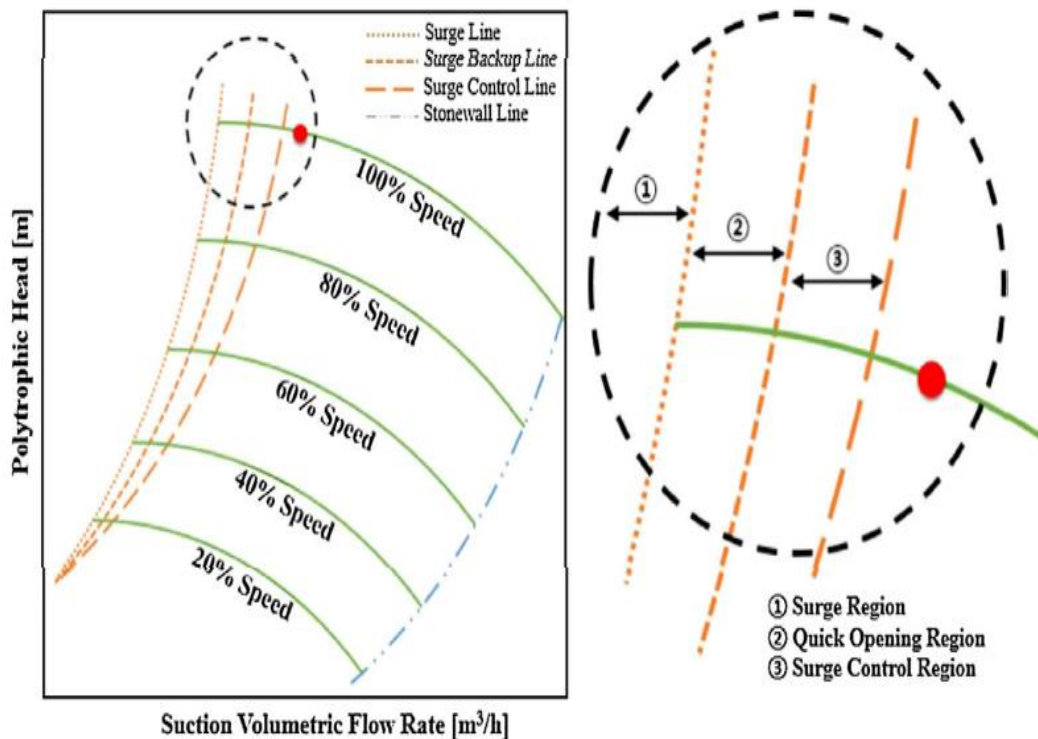 Surge Line
Surge Backup Line
Surge Control Line
Stonewall Line
100% Speed
80% Speed
60% Speed
40% Speed
20% Speed
Polytrophic Head [m]
Suction Volumetric Flow Rate [m³/h]
①
②
③
① Surge Region
② Quick Opening Region
③ Surge Control Region